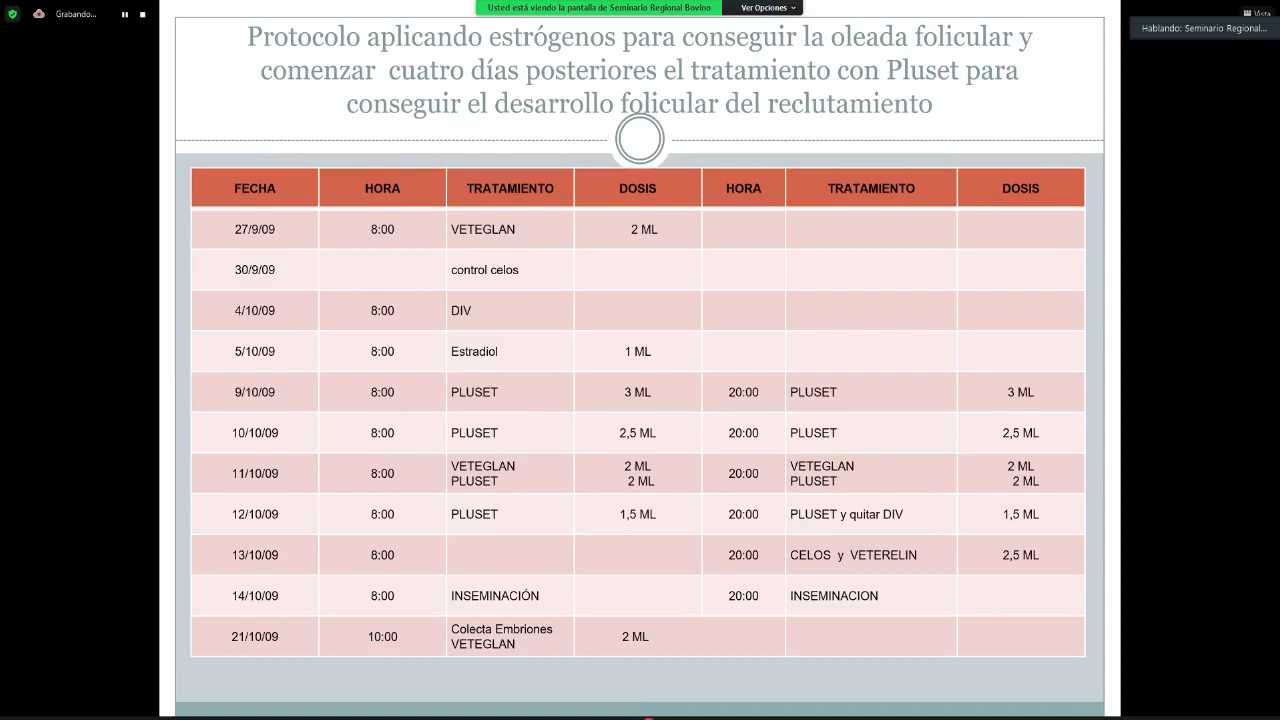 Grabando...
Usted está viendo la pantalla de Seminario Regional Bovino
Ver Opciones
Vista
Hablando: Seminario Regional...
Protocolo aplicando estrógenos para conseguir la oleada folicular y
comenzar cuatro días posteriores el tratamiento con Pluset para
conseguir el desarrollo folicular del reclutamiento
FECHA HORA TRATAMIENTO DOSIS HORA TRATAMIENTO DOSIS
27/9/09 8:00 VETEGLAN 2 ML
30/9/09 control celos
4/10/09 8:00 DIV
5/10/09 8:00 Estradiol 1 ML
9/10/09 8:00 PLUSET 3 ML 20:00 PLUSET 3 ML
10/10/09 8:00 PLUSET 2,5 ML 20:00 PLUSET 2,5 ML
11/10/09 8:00 VETEGLAN 2 ML 20:00 VETEGLAN 2 ML
PLUSET 2 ML PLUSET 2 ML
12/10/09 8:00 PLUSET 1,5 ML 20:00 PLUSET y quitar DIV 1,5 ML
13/10/09 8:00 20:00 CELOS y VETERELIN 2,5 ML
14/10/09 8:00 INSEMINACIÓN 20:00 INSEMINACION
21/10/09 10:00 Colecta Embriones 2 ML
VETEGLAN